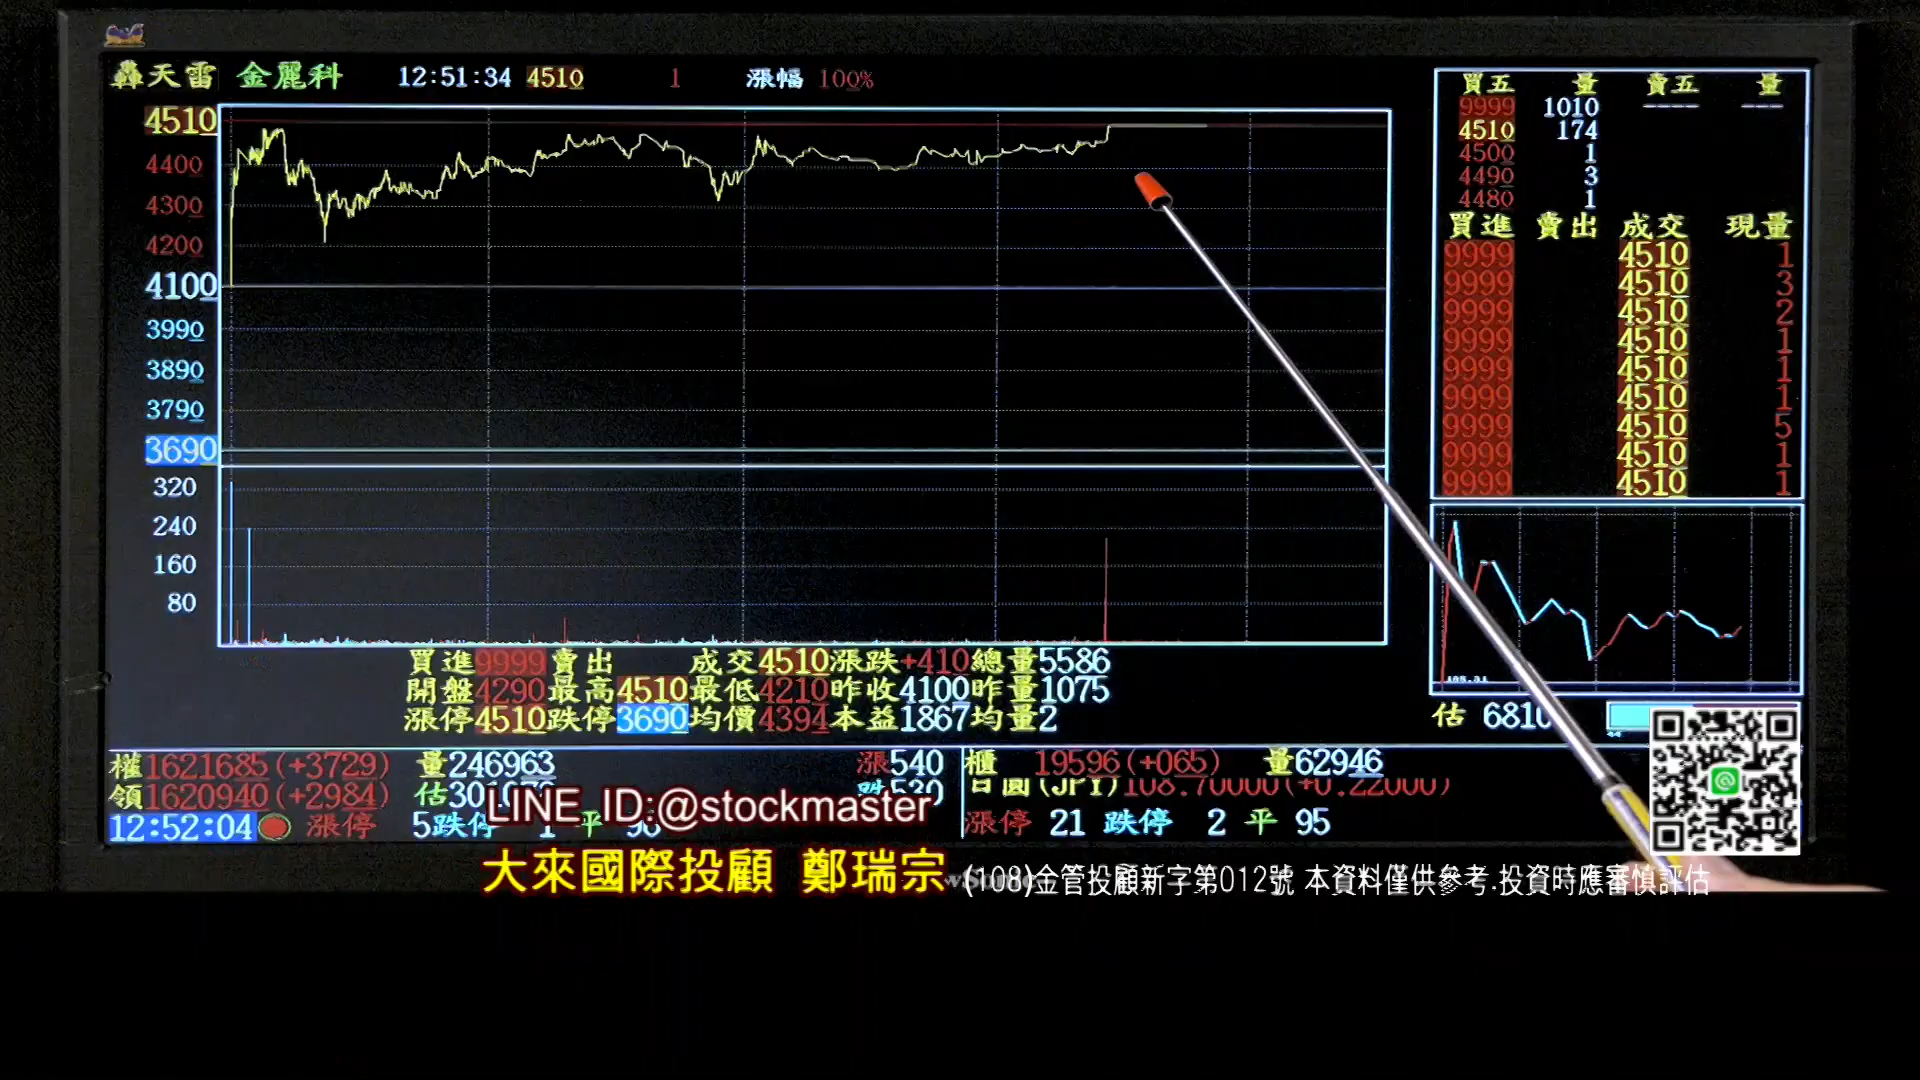 轟天雷 金麗科 12:51:34 4510 1 漲幅 100%
4510
4400
4300
4200
4100
3990
3890
3790
3690
320
240
160
80
買五 量 賣五 量
9999 1010 ---- ---
4510 174
4500 1
4490 3
4480 1
買進 賣出 成交 現量
9999 4510 1
9999 4510 3
9999 4510 2
9999 4510 1
9999 4510 1
9999 4510 1
9999 4510 5
9999 4510 1
9999 4510 1
買進9999賣出 成交4510漲跌+410總量5586
開盤4290最高4510最低4210昨收4100昨量1075
漲停4510跌停3690均價4394本益1867均量2
估 6810
權1621685(+3729) 量246963 漲540
櫃 19596(+065) 量62946
領1620940(+2984) 估 跌530
日圓(JPY)108.70000(+0.22000)
12:52:04 漲停 5跌停 1 平
漲停 21 跌停 2 平 95
LINE ID:@stockmaster
大來國際投顧 鄭瑞宗
(108)金管投顧新字第012號 本資料僅供參考.投資時應審慎評估